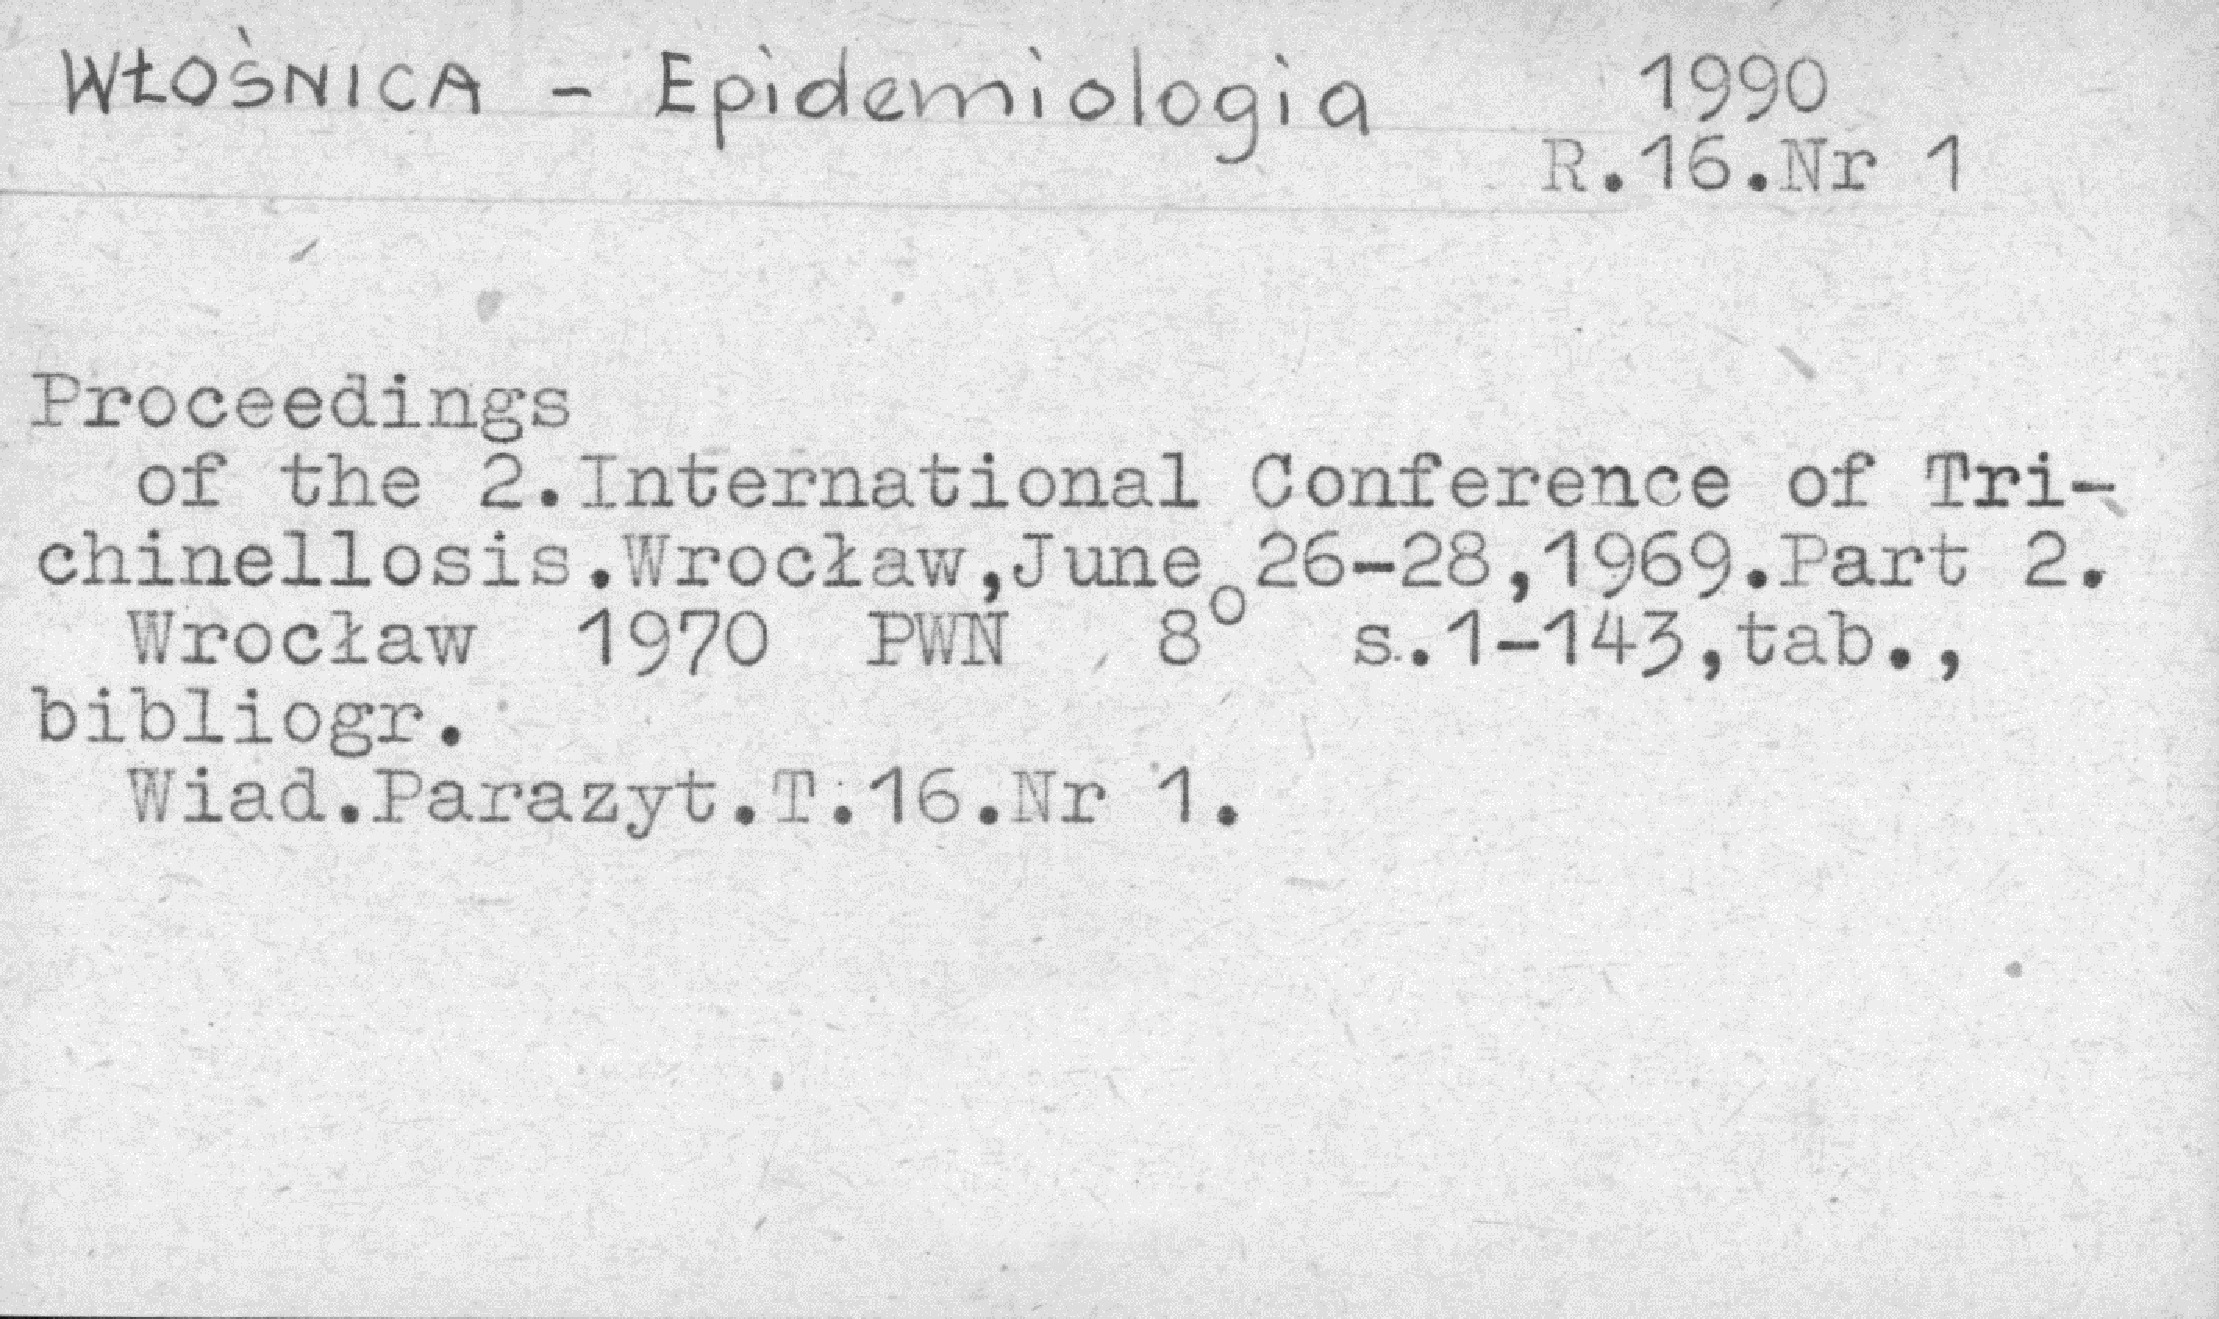 WŁOŚNICA - Epidemiologia 1990
R.16.Nr 1
Proceedings
of the 2.International Conference of Tri-
chinellosis.Wrocław,June 26-28,1969.Part 2.
Wrocław 1970 PWN 8° s.1-143,tab.,
bibliogr.
Wiad.Parazyt.T.16.Nr 1.